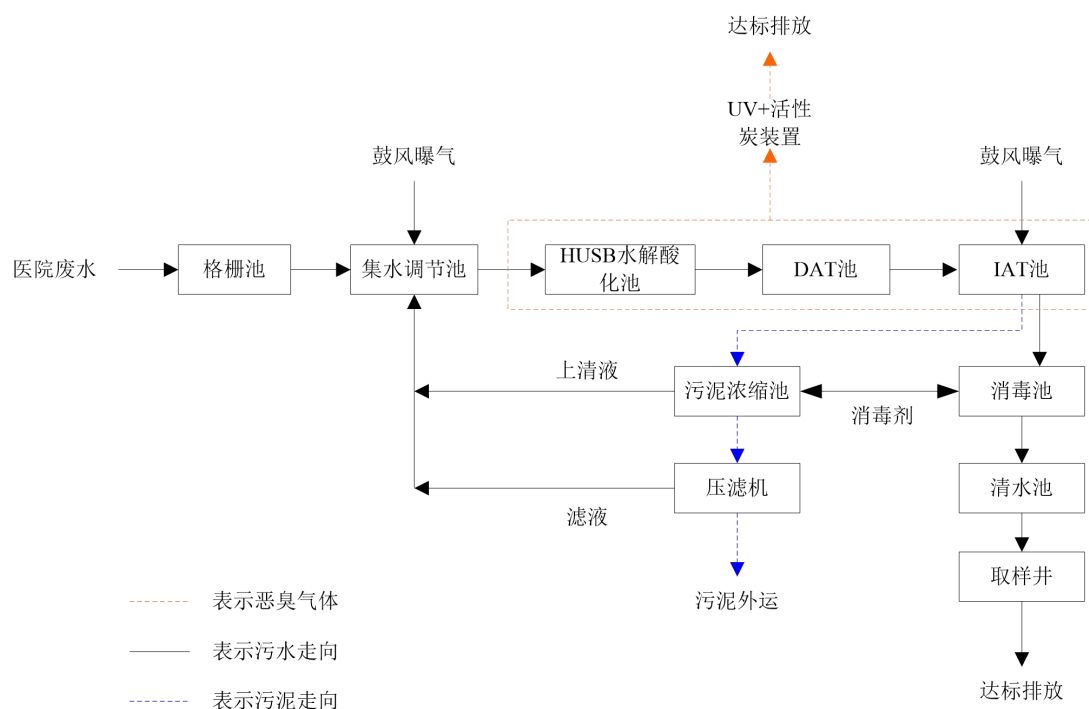 达标排放
UV+活性
炭装置
鼓风曝气
鼓风曝气
医院废水
格栅池
集水调节池
HUSB水解酸
化池
DAT池
IAT池
上清液
污泥浓缩池
消毒剂
消毒池
滤液
压滤机
清水池
取样井
污泥外运
达标排放
表示恶臭气体
表示污水走向
表示污泥走向